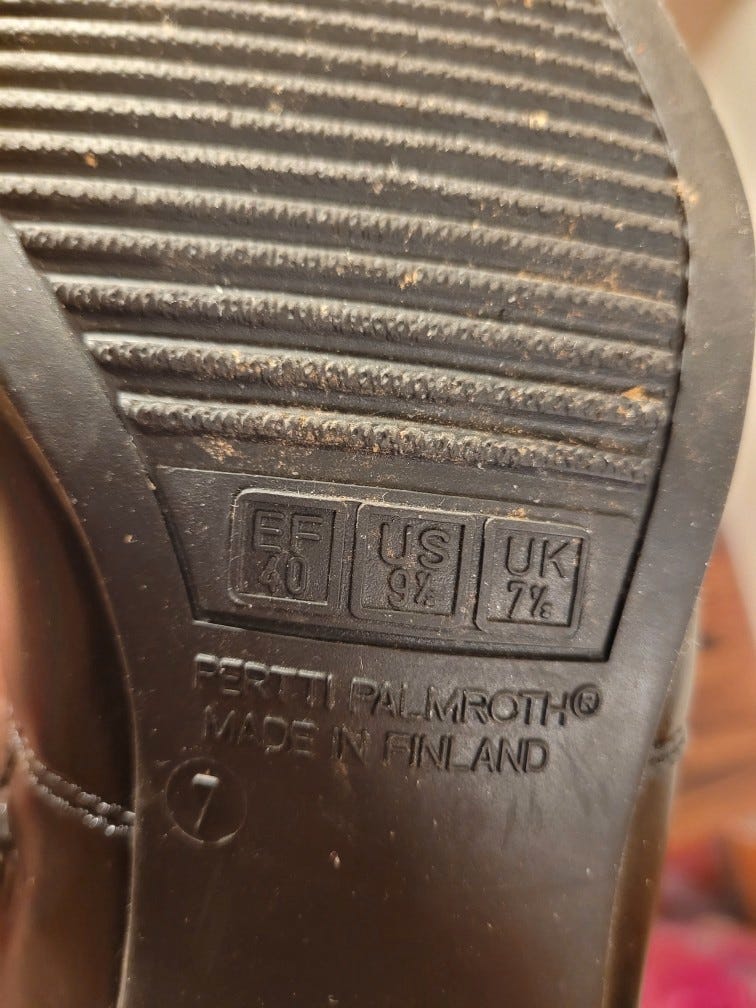 EF US UK
40 9½ 7½
PERTTI PALMROTH®
MADE IN FINLAND
7